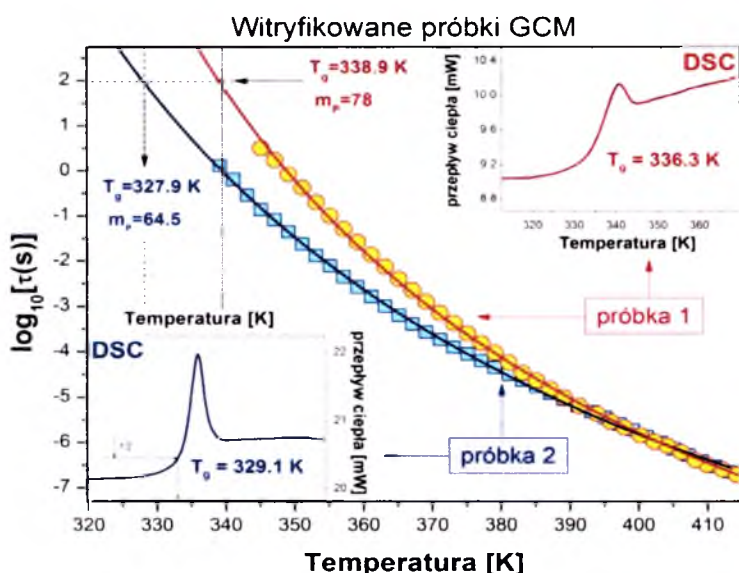 Witryfikowane próbki GCM
log10[τ(s)]
2
1
0
-1
-2
-3
-4
-5
-6
-7
320 330 340 350 360 370 380 390 400 410
Temperatura [K]
Tg=338.9 K
mP=78
Tg=327.9 K
mP=64.5
DSC
przepływ ciepła [mW]
10.4
10.0
9.6
9.2
8.8
Tg = 336.3 K
320 340 360
Temperatura [K]
próbka 1
Temperatura [K]
DSC
przepływ ciepła [mW]
22
21
20
Tg = 329.1 K
próbka 2